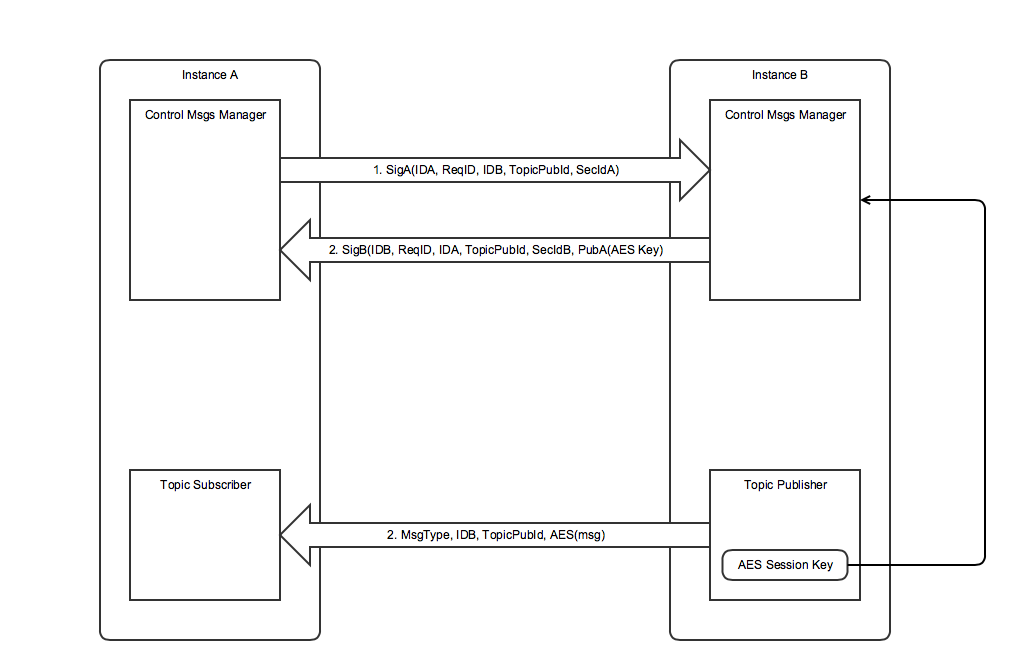 Instance A
Instance B
Control Msgs Manager
Control Msgs Manager
1. SigA(IDA, ReqID, IDB, TopicPubId, SecIdA)
2. SigB(IDB, ReqID, IDA, TopicPubId, SecIdB, PubA(AES Key)
Topic Subscriber
Topic Publisher
2. MsgType, IDB, TopicPubId, AES(msg)
AES Session Key